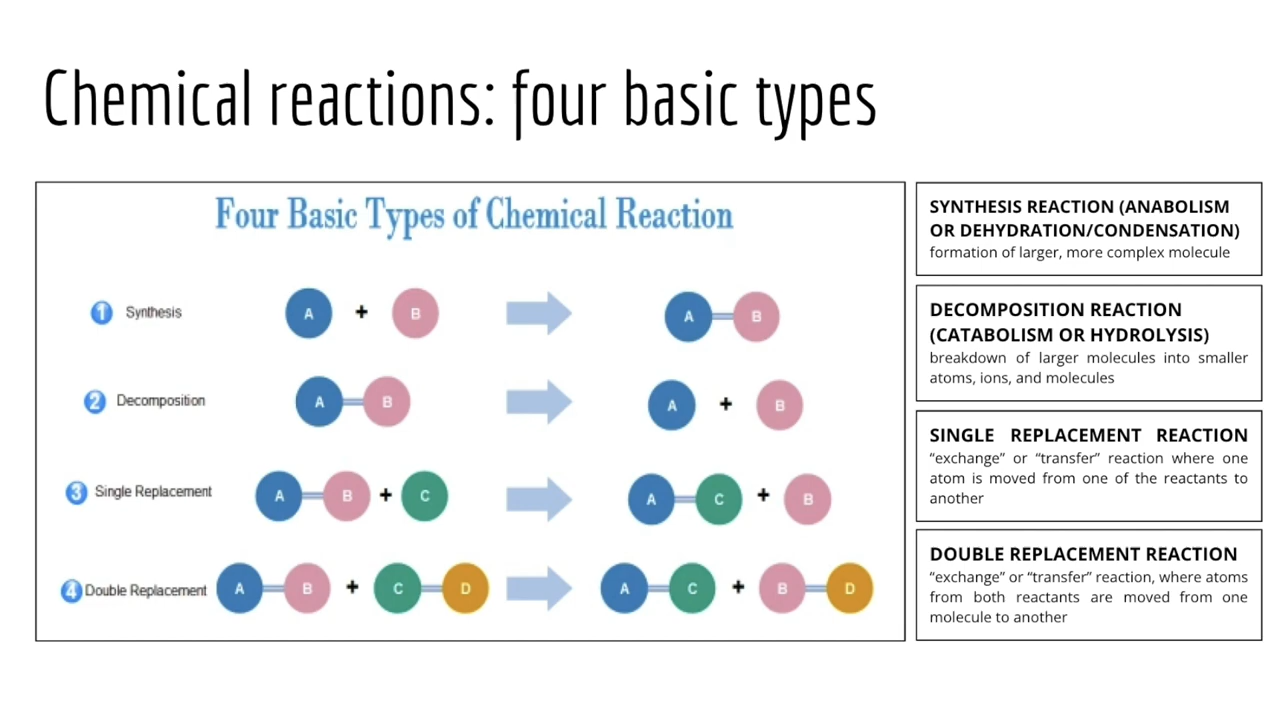 Chemical reactions: four basic types
Four Basic Types of Chemical Reaction
1 Synthesis A + B A B
2 Decomposition A B A + B
3 Single Replacement A B + C A C + B
4 Double Replacement A B + C D A C + B D
SYNTHESIS REACTION (ANABOLISM
OR DEHYDRATION/CONDENSATION)
formation of larger, more complex molecule
DECOMPOSITION REACTION
(CATABOLISM OR HYDROLYSIS)
breakdown of larger molecules into smaller
atoms, ions, and molecules
SINGLE REPLACEMENT REACTION
“exchange” or “transfer” reaction where one
atom is moved from one of the reactants to
another
DOUBLE REPLACEMENT REACTION
“exchange” or “transfer” reaction, where atoms
from both reactants are moved from one
molecule to another